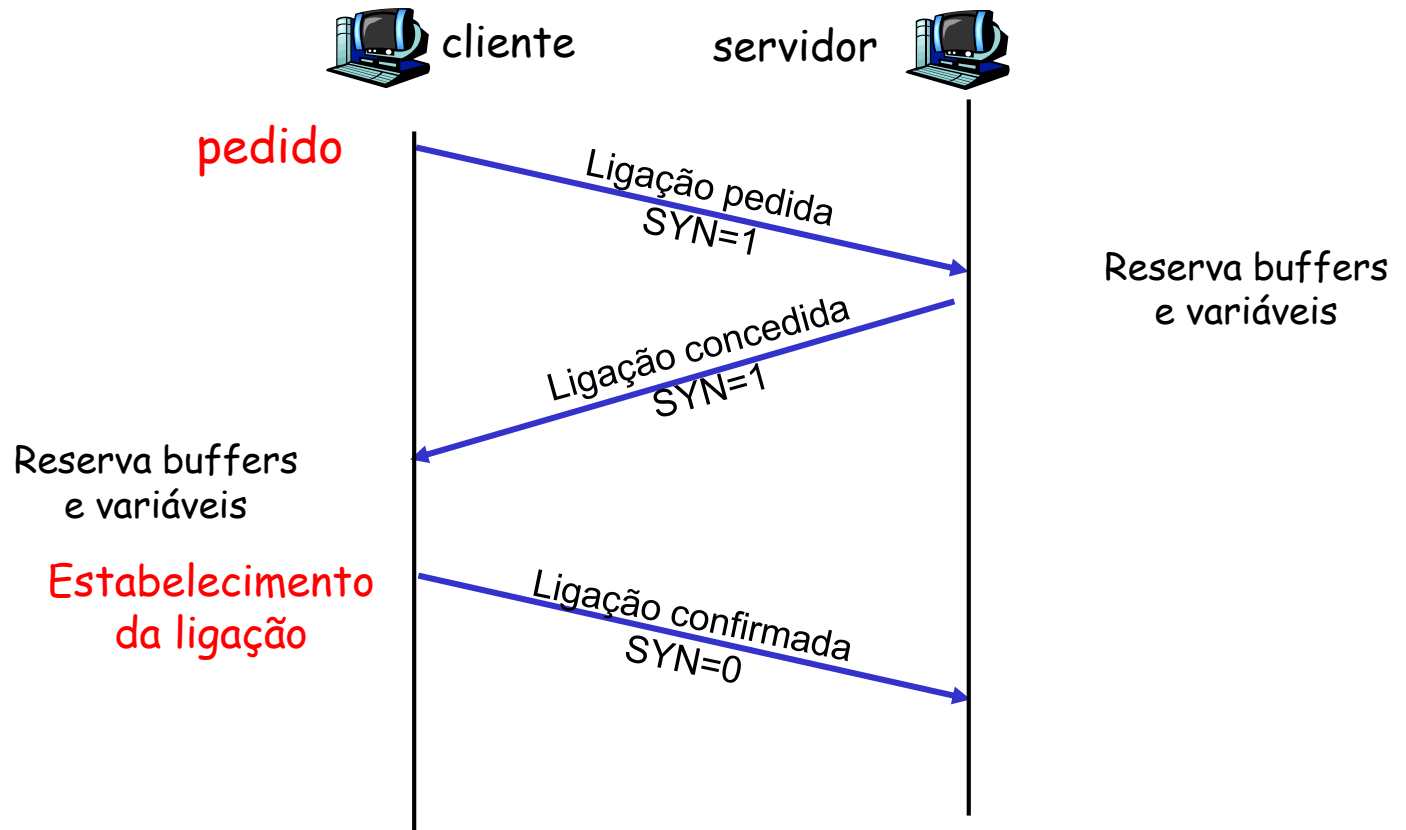 cliente
servidor
pedido
Ligação pedida
SYN=1
Reserva buffers
e variáveis
Ligação concedida
SYN=1
Reserva buffers
e variáveis
Estabelecimento
da ligação
Ligação confirmada
SYN=0